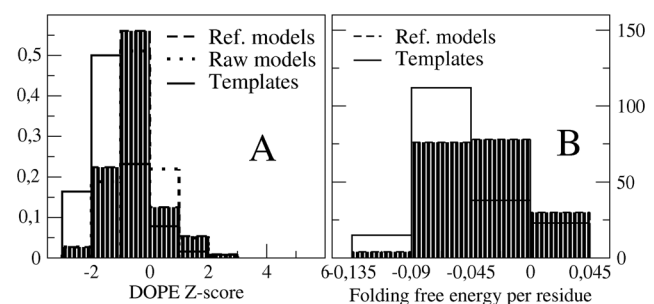 Ref. models
Raw models
Templates
A
0,5
0,4
0,3
0,2
0,1
0
-2 0 2 4 6
DOPE Z-score
Ref. models
Templates
B
150
100
50
0
-0,135 -0,09 -0,045 0 0,045
Folding free energy per residue